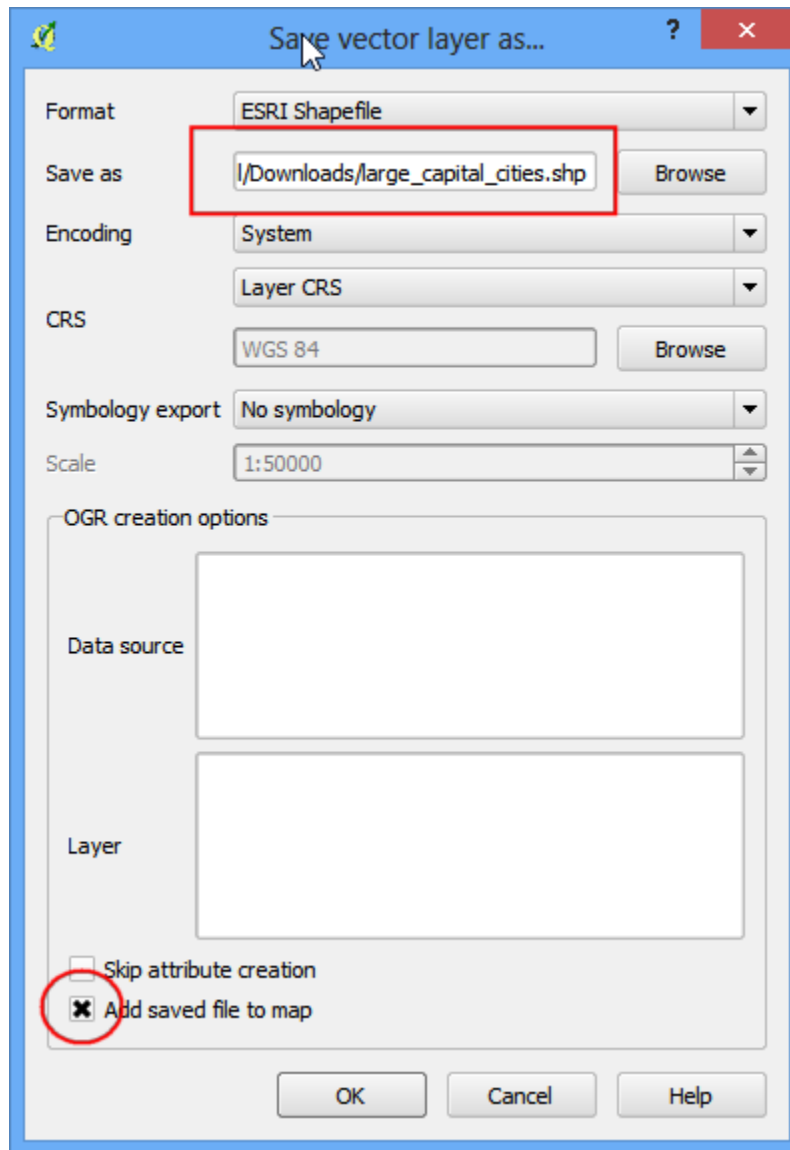 Save vector layer as... ?
Format ESRI Shapefile
Save as l/Downloads/large_capital_cities.shp Browse
Encoding System
Layer CRS
CRS
WGS 84 Browse
Symbology export No symbology
Scale 1:50000
OGR creation options
Data source
Layer
Skip attribute creation
Add saved file to map
OK Cancel Help